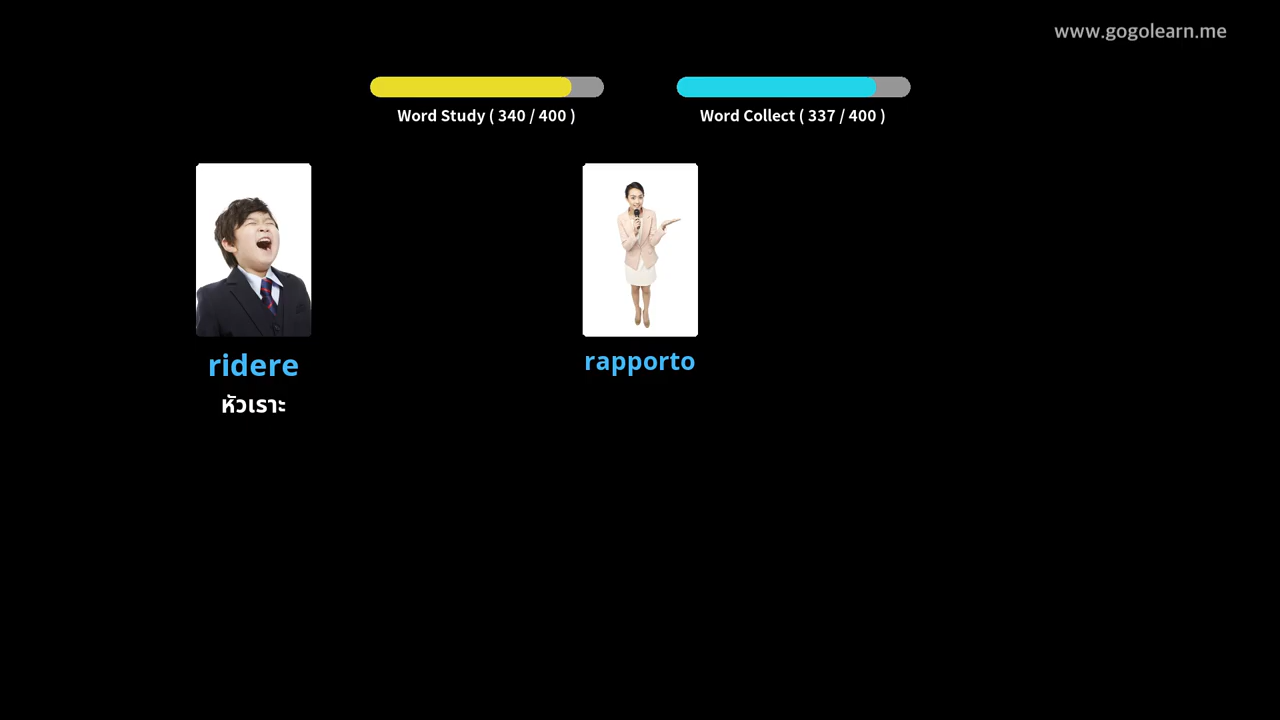 www.gogolearn.me
Word Study ( 340 / 400 )
Word Collect ( 337 / 400 )
ridere
หัวเราะ
rapporto